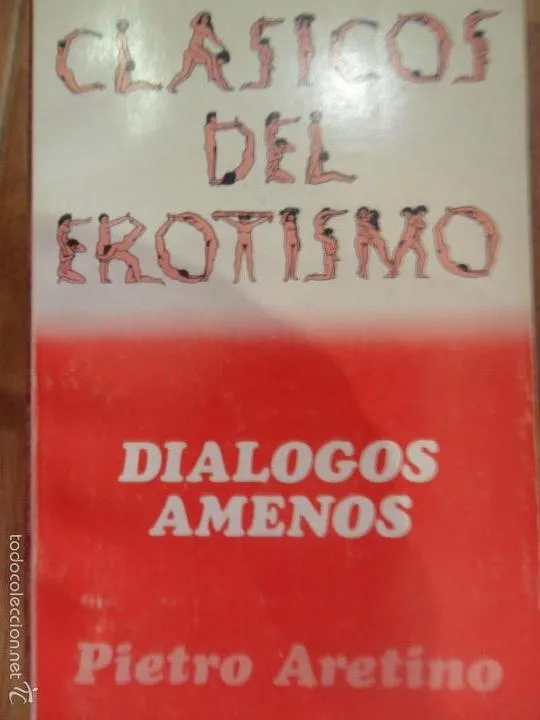 CLASICOS
DEL
EROTISMO
DIALOGOS
AMENOS
Pietro Aretino
todocoleccion.net